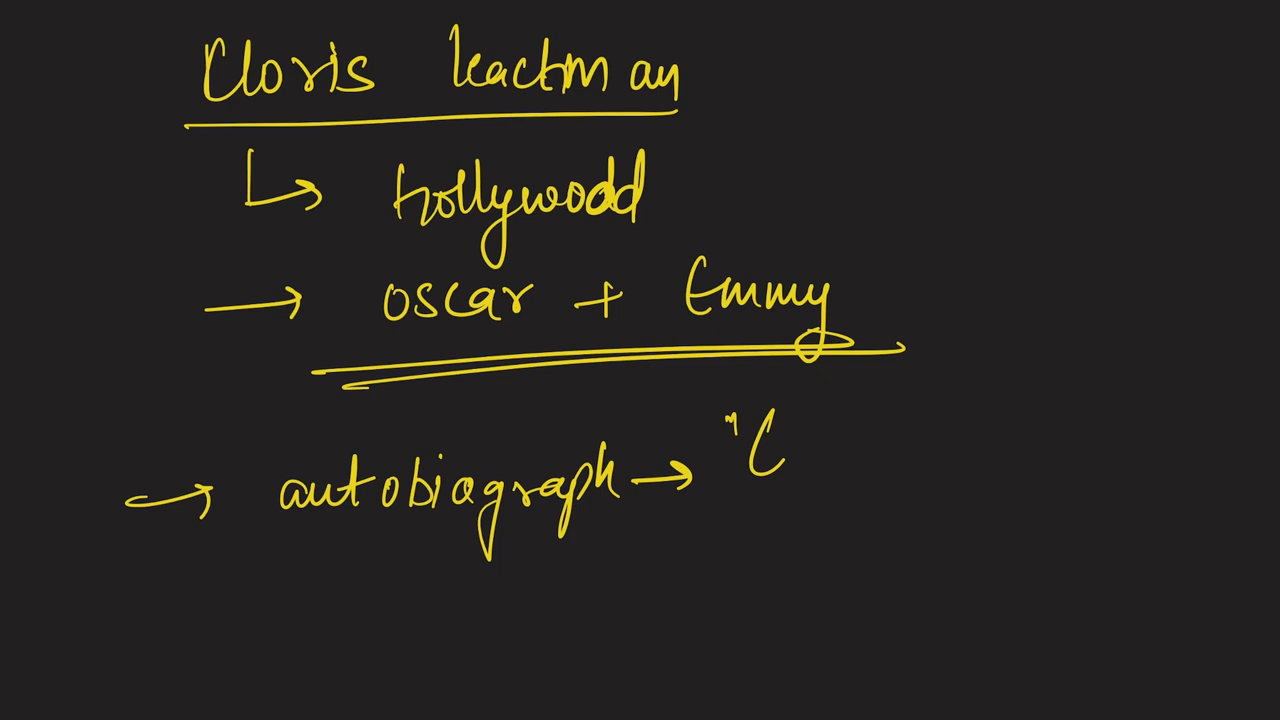 Cloris leachman
↳ hollywood
→ oscar + Emmy
→ autobiograph → "C